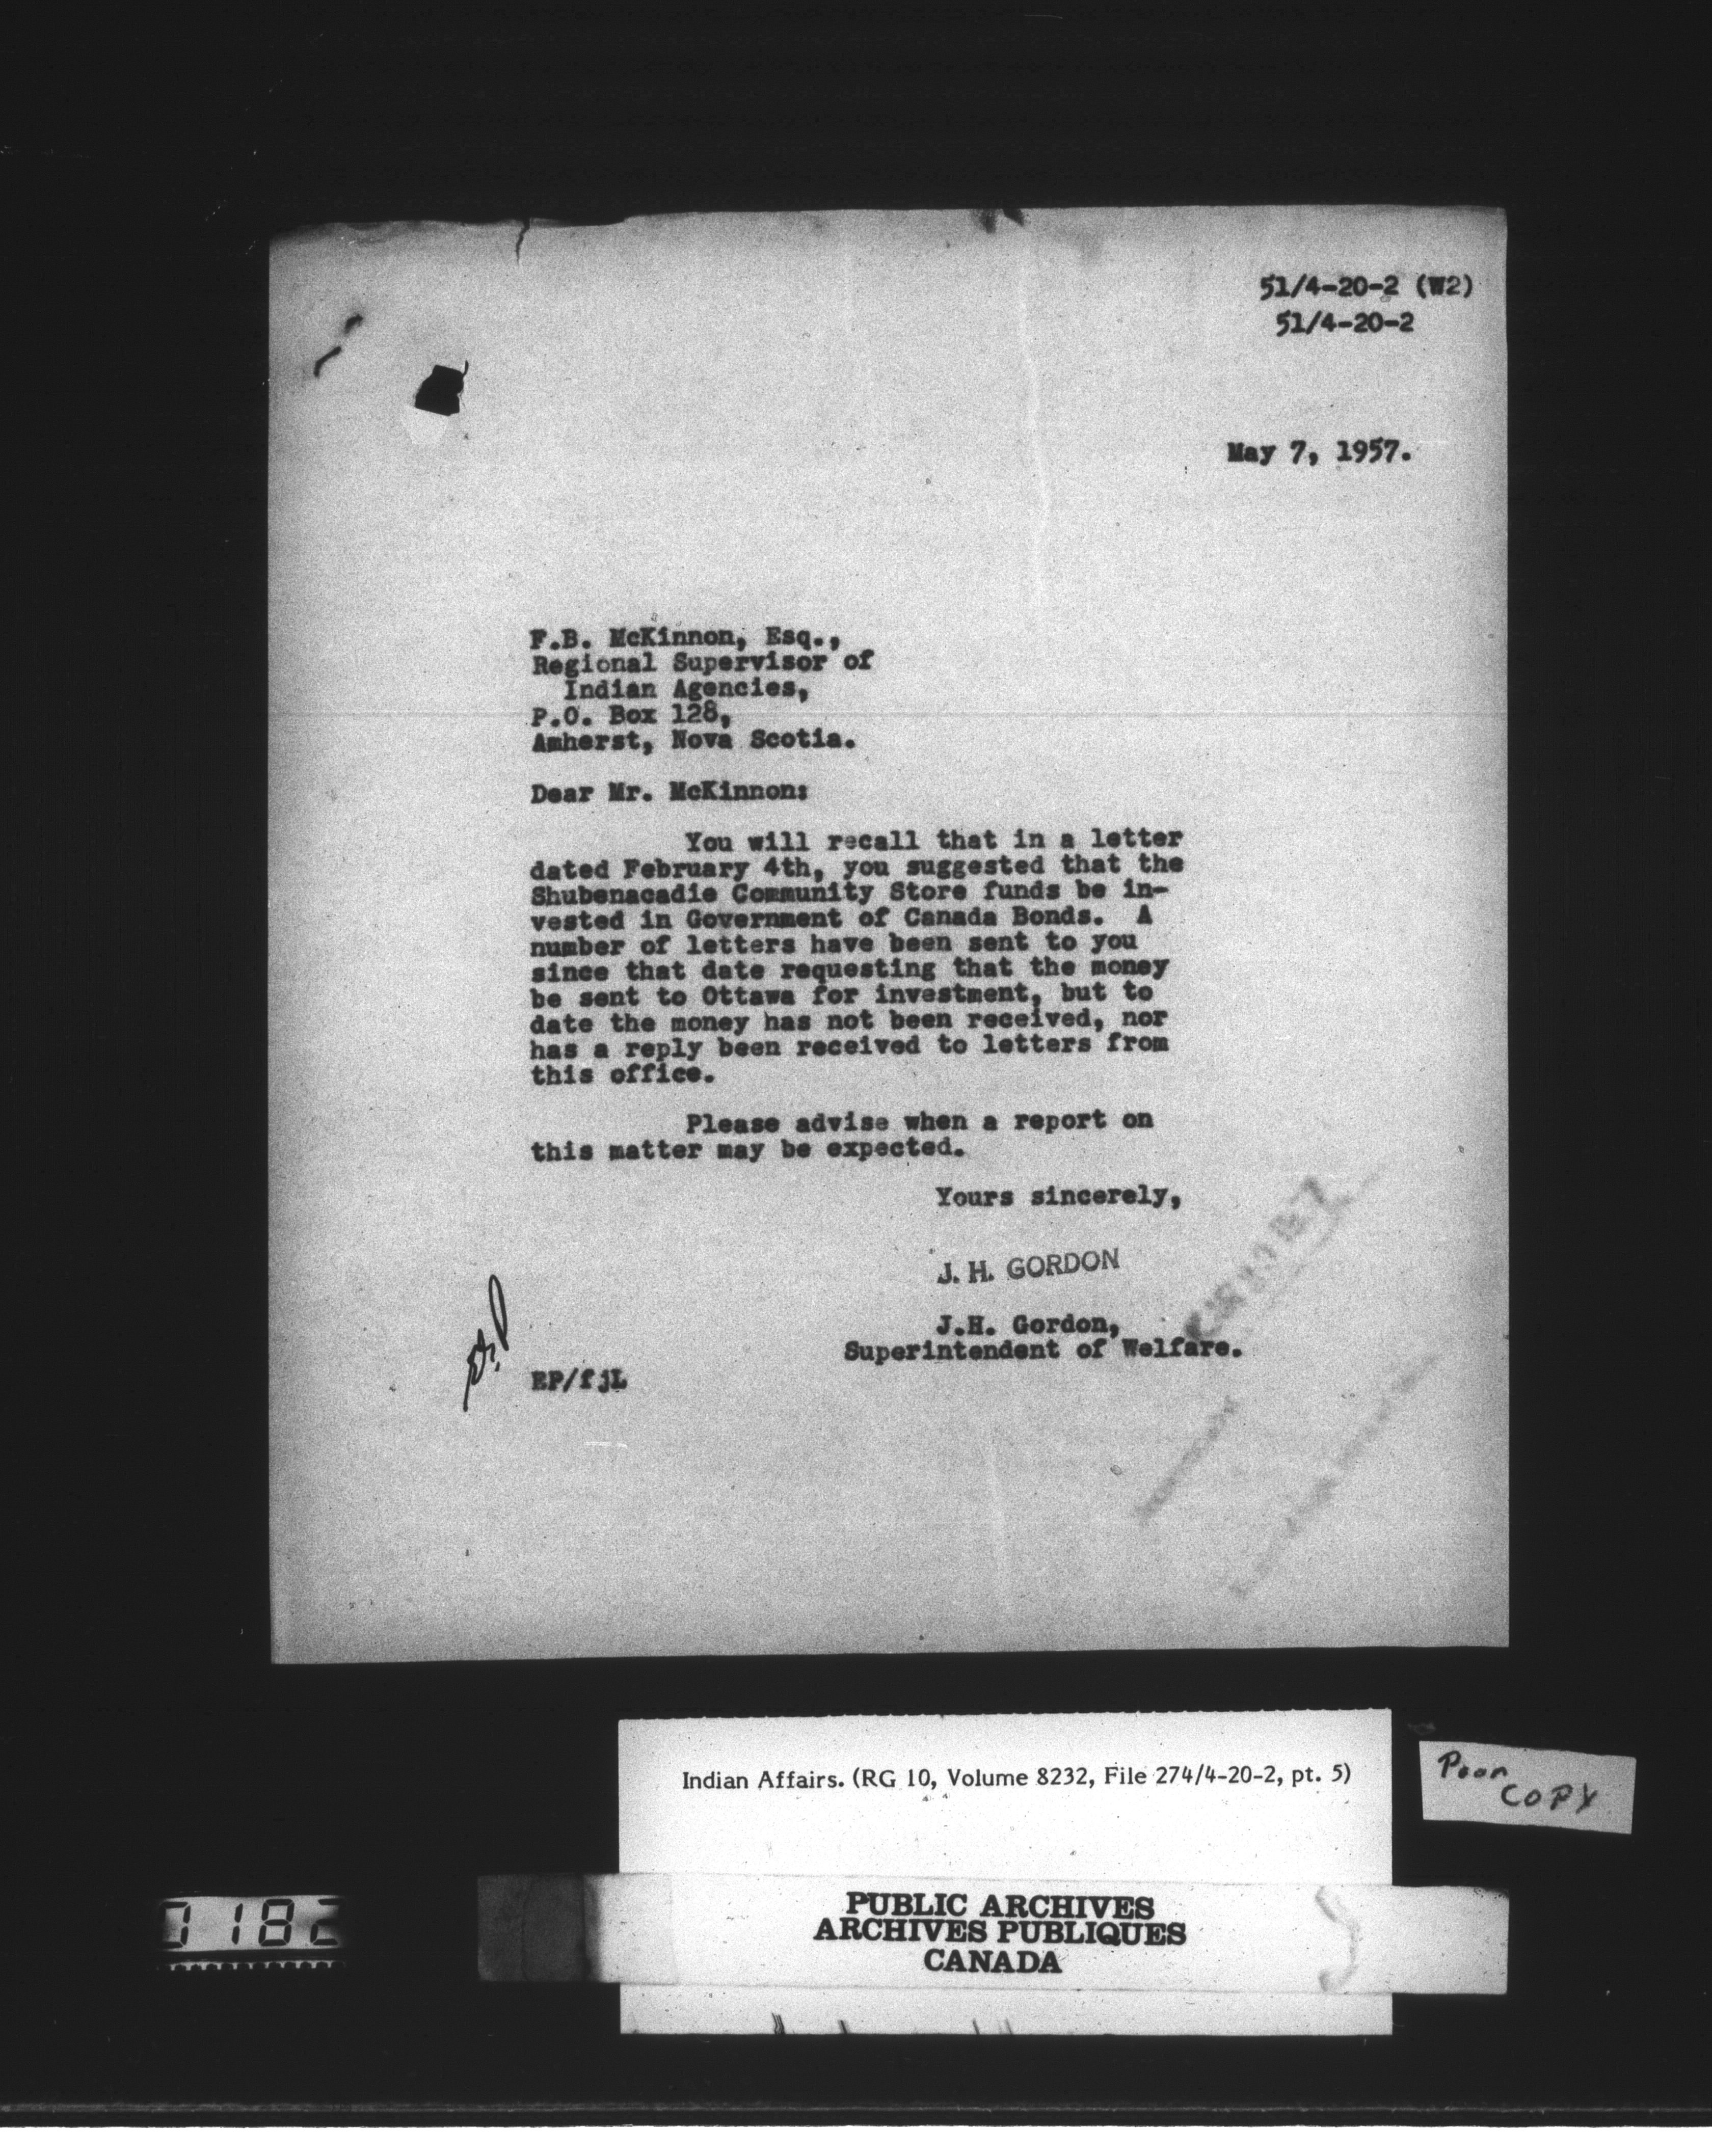 51/4-20-2 (W2)
51/4-20-2
May 7, 1957.
F.B. McKinnon, Esq.,
Regional Supervisor of
Indian Agencies,
P.O. Box 128,
Amherst, Nova Scotia.
Dear Mr. McKinnon:
You will recall that in a letter
dated February 4th, you suggested that the
Shubenacadie Community Store funds be in-
vested in Government of Canada Bonds. A
number of letters have been sent to you
since that date requesting that the money
be sent to Ottawa for investment, but to
date the money has not been received, nor
has a reply been received to letters from
this office.
Please advise when a report on
this matter may be expected.
Yours sincerely,
J. H. GORDON
J.H. Gordon,
Superintendent of Welfare.
EP/fjL
Indian Affairs. (RG 10, Volume 8232, File 274/4-20-2, pt. 5)
Poor
COPY
PUBLIC ARCHIVES
ARCHIVES PUBLIQUES
CANADA